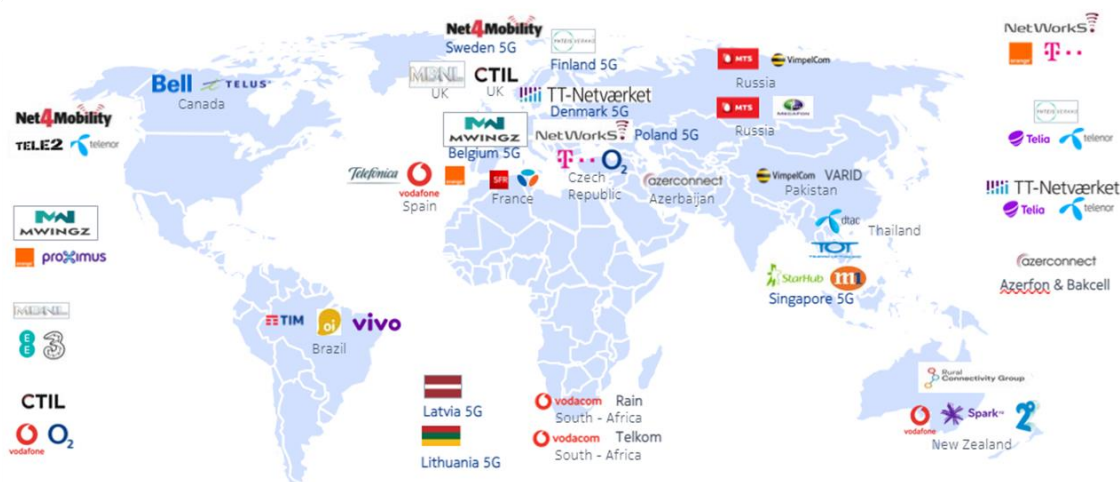 Net4Mobility
Sweden 5G
Finland 5G
MBNL
UK
CTIL
UK
TT-Netværket
Denmark 5G
MTS
VimpelCom
Russia
MTS
MEGAFON
Russia
NetWorkS!
orange
T
Bell
TELUS
Canada
Net4Mobility
TELE2
telenor
MWINGZ
Belgium 5G
NetWorkS!
Poland 5G
T
O2
Czech
Republic
Telefónica
vodafone
orange
Spain
SFR
France
azerconnect
Azerbaijan
VimpelCom
VARID
Pakistan
Telia
telenor
TT-Netværket
Telia
telenor
dtac
Thailand
TOT
StarHub
M1
Singapore 5G
azerconnect
Azerfon & Bakcell
MWINGZ
orange
proximus
MBNL
EE
3
CTIL
vodafone
O2
TIM
oi
vivo
Brazil
Latvia 5G
Lithuania 5G
vodacom
Rain
South - Africa
vodacom
Telkom
South - Africa
Rural
Connectivity Group
vodafone
Spark
2
New Zealand